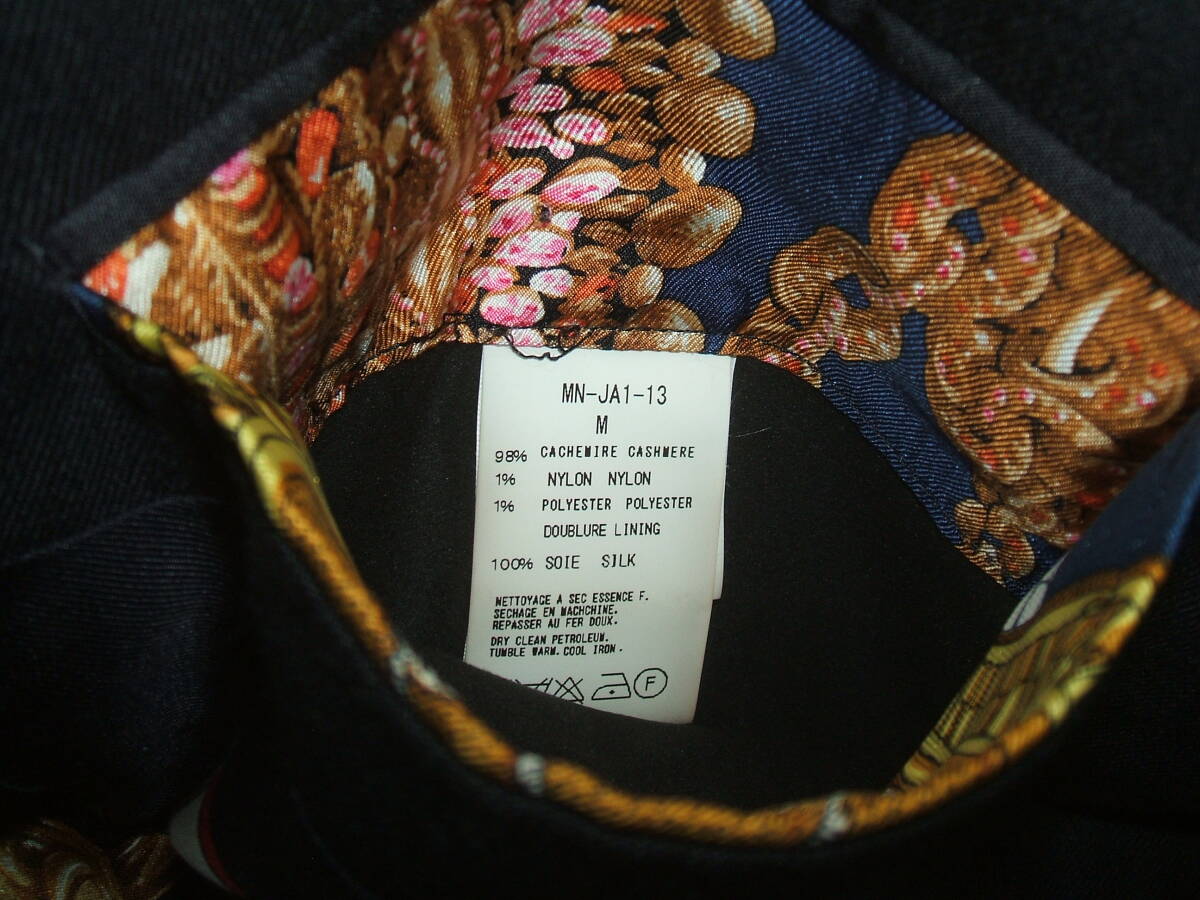 MN-JA1-13
M
98% CACHEMIRE CASHMERE
1% NYLON NYLON
1% POLYESTER POLYESTER
DOUBLURE LINING
100% SOIE SILK
NETTOYAGE A SEC ESSENCE F.
SECHAGE EN MACHCHINE.
REPASSER AU FER DOUX.
DRY CLEAN PETROLEUM.
TUMBLE WARM. COOL IRON.
F